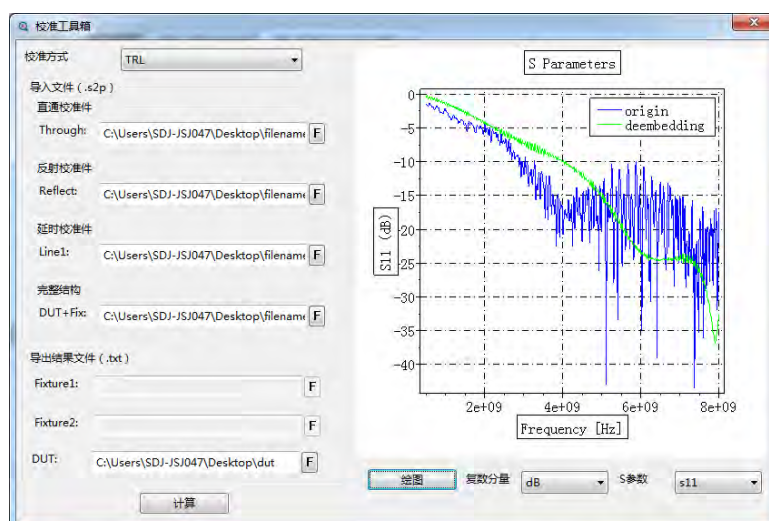 校准工具箱
校准方式
TRL
导入文件 (.s2p)
直通校准件
Through:
C:\Users\SDJ-JSJ047\Desktop\filename
F
反射校准件
Reflect:
C:\Users\SDJ-JSJ047\Desktop\filename
F
延时校准件
Line1:
C:\Users\SDJ-JSJ047\Desktop\filename
F
完整结构
DUT+Fix:
C:\Users\SDJ-JSJ047\Desktop\filename
F
导出结果文件 (.txt)
Fixture1:
F
Fixture2:
F
DUT:
C:\Users\SDJ-JSJ047\Desktop\dut
F
计算
S Parameters
origin
deembedding
0
-5
-10
-15
-20
-25
-30
-35
-40
S11 (dB)
2e+09
4e+09
6e+09
8e+09
Frequency [Hz]
绘图
复数分量
dB
S参数
s11